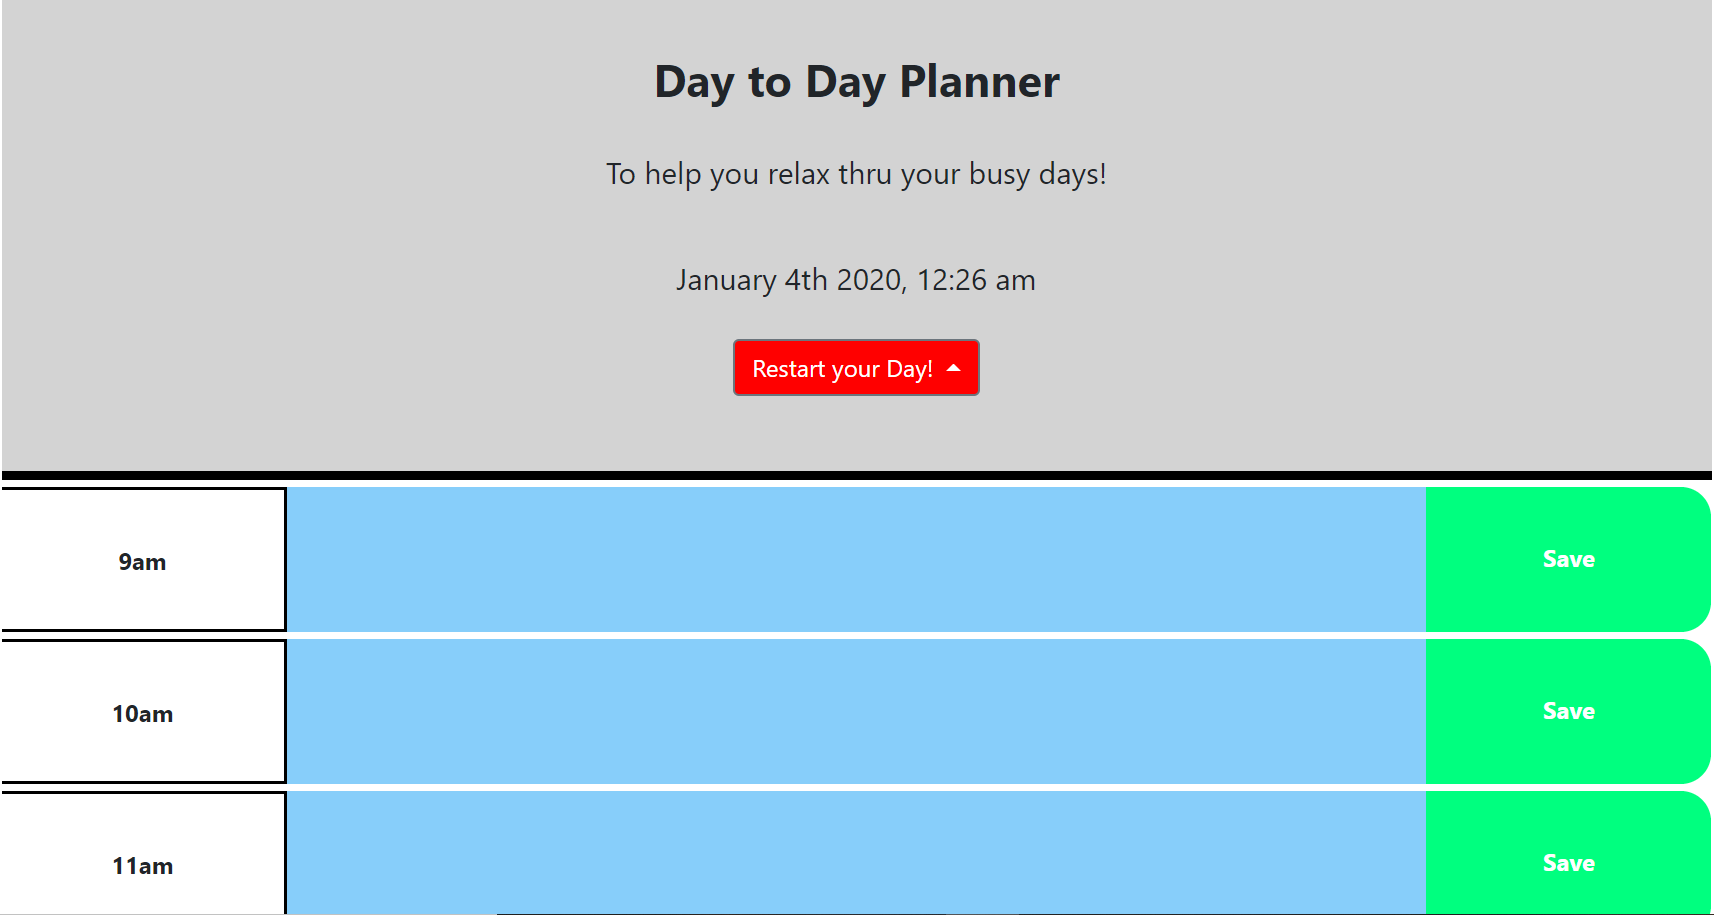 Day to Day Planner
To help you relax thru your busy days!
January 4th 2020, 12:26 am
Restart your Day!
9am
Save
10am
Save
11am
Save